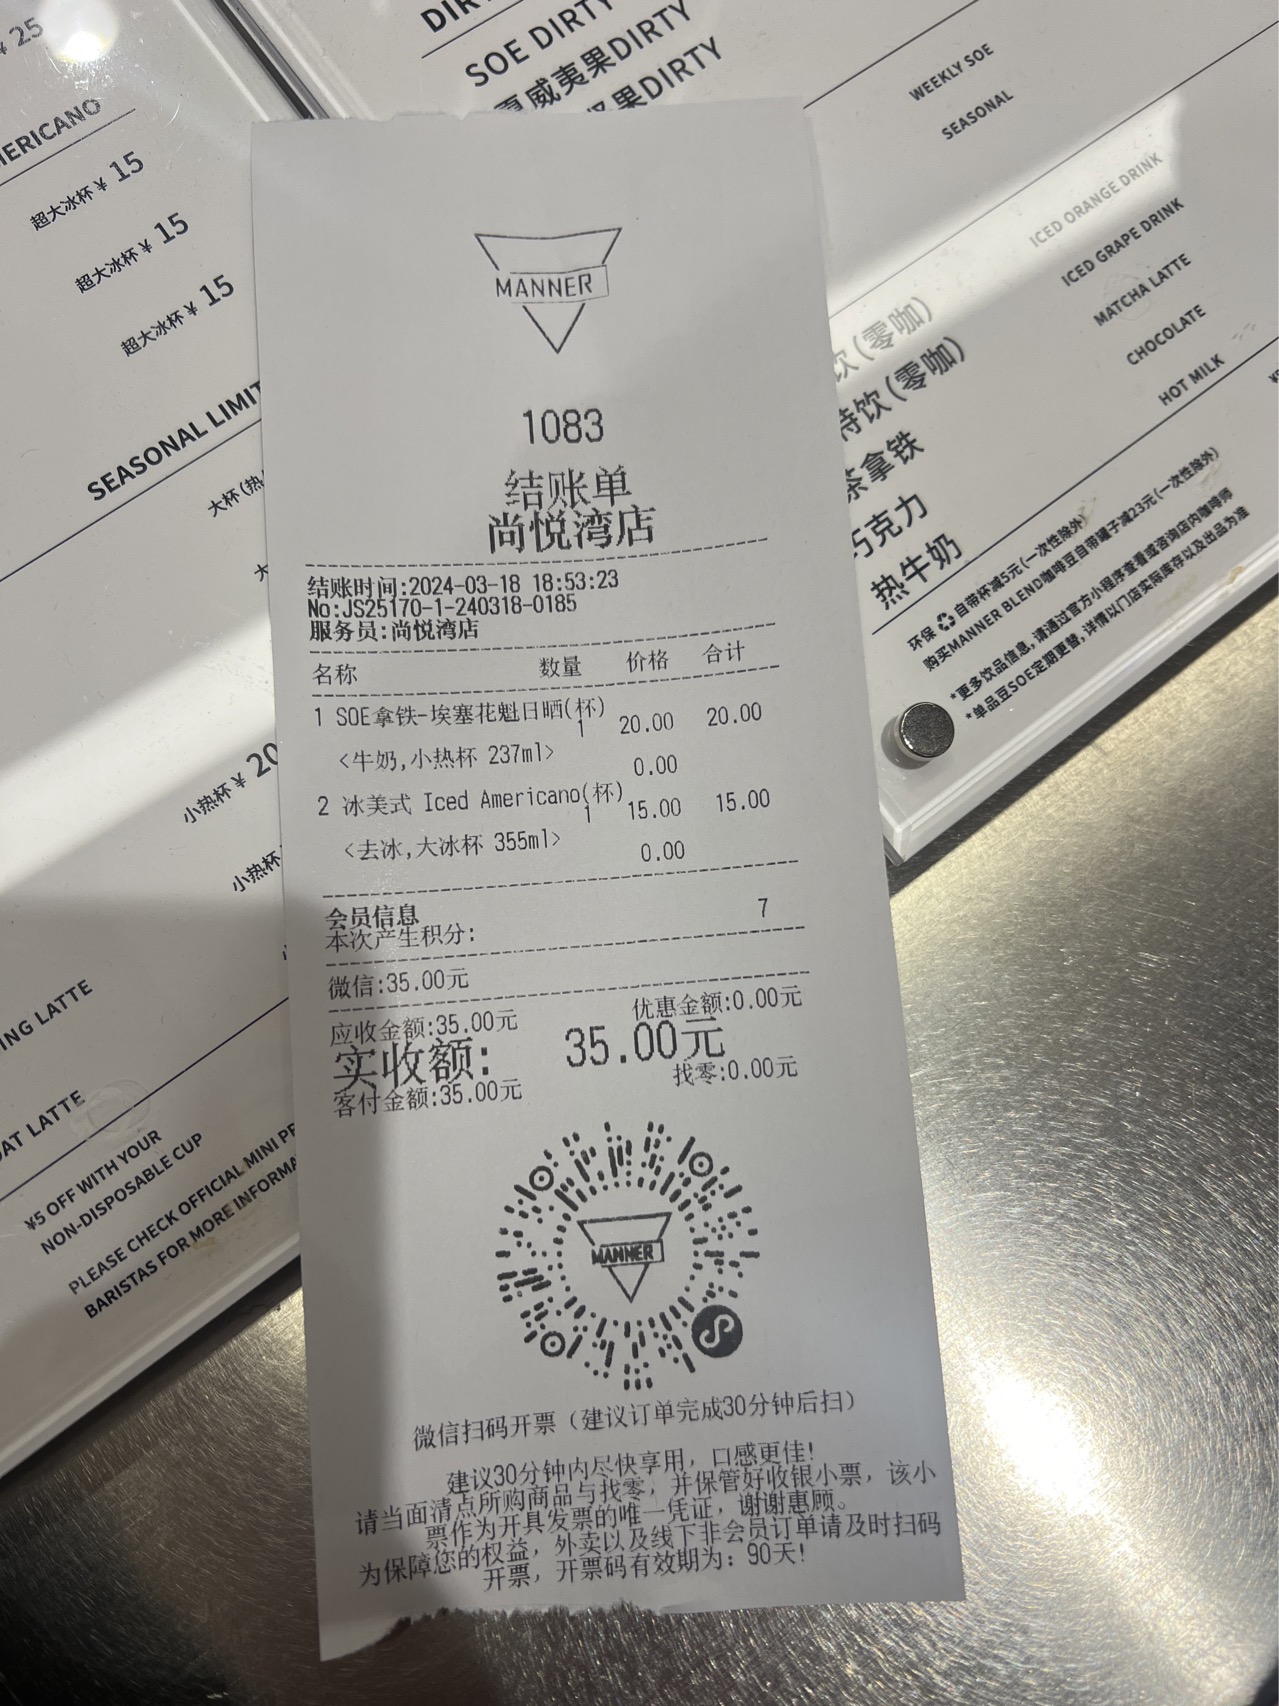 ¥ 25
MERICANO
超大冰杯 ¥ 15
超大冰杯 ¥ 15
超大冰杯 ¥ 15
SEASONAL LIMIT
大杯(热
大
小热杯 ¥ 20
小热杯
ING LATTE
OAT LATTE
¥5 OFF WITH YOUR
NON-DISPOSABLE CUP
PLEASE CHECK OFFICIAL MINI PR
BARISTAS FOR MORE INFORMA
SOE DIRTY
夏威夷果DIRTY
果DIRTY
WEEKLY SOE
SEASONAL
ICED ORANGE DRINK
ICED GRAPE DRINK
MATCHA LATTE
CHOCOLATE
HOT MILK
饮(零咖)
特饮(零咖)
茶拿铁
巧克力
热牛奶
环保 自带杯减5元(一次性除外)
购买MANNER BLEND咖啡豆自带罐子减23元(一次性除外)
*更多饮品信息, 请通过官方小程序查看或咨询店内咖啡师
*单品豆SOE定期更替, 详情以门店实际库存以及出品为准
MANNER
1083
结账单
尚悦湾店
结账时间:2024-03-18 18:53:23
No:JS25170-1-240318-0185
服务员:尚悦湾店
名称 数量 价格 合计
1 SOE拿铁-埃塞花魁日晒(杯) 1 20.00 20.00
<牛奶,小热杯 237ml> 0.00
2 冰美式 Iced Americano(杯) 1 15.00 15.00
<去冰,大冰杯 355ml> 0.00
会员信息
本次产生积分: 7
微信:35.00元
应收金额:35.00元 优惠金额:0.00元
实收额: 35.00元
客付金额:35.00元 找零:0.00元
MANNER
微信扫码开票（建议订单完成30分钟后扫）
建议30分钟内尽快享用，口感更佳!
请当面清点所购商品与找零，并保管好收银小票，该小
票作为开具发票的唯一凭证，谢谢惠顾。
为保障您的权益，外卖以及线下非会员订单请及时扫码
开票，开票码有效期为：90天!